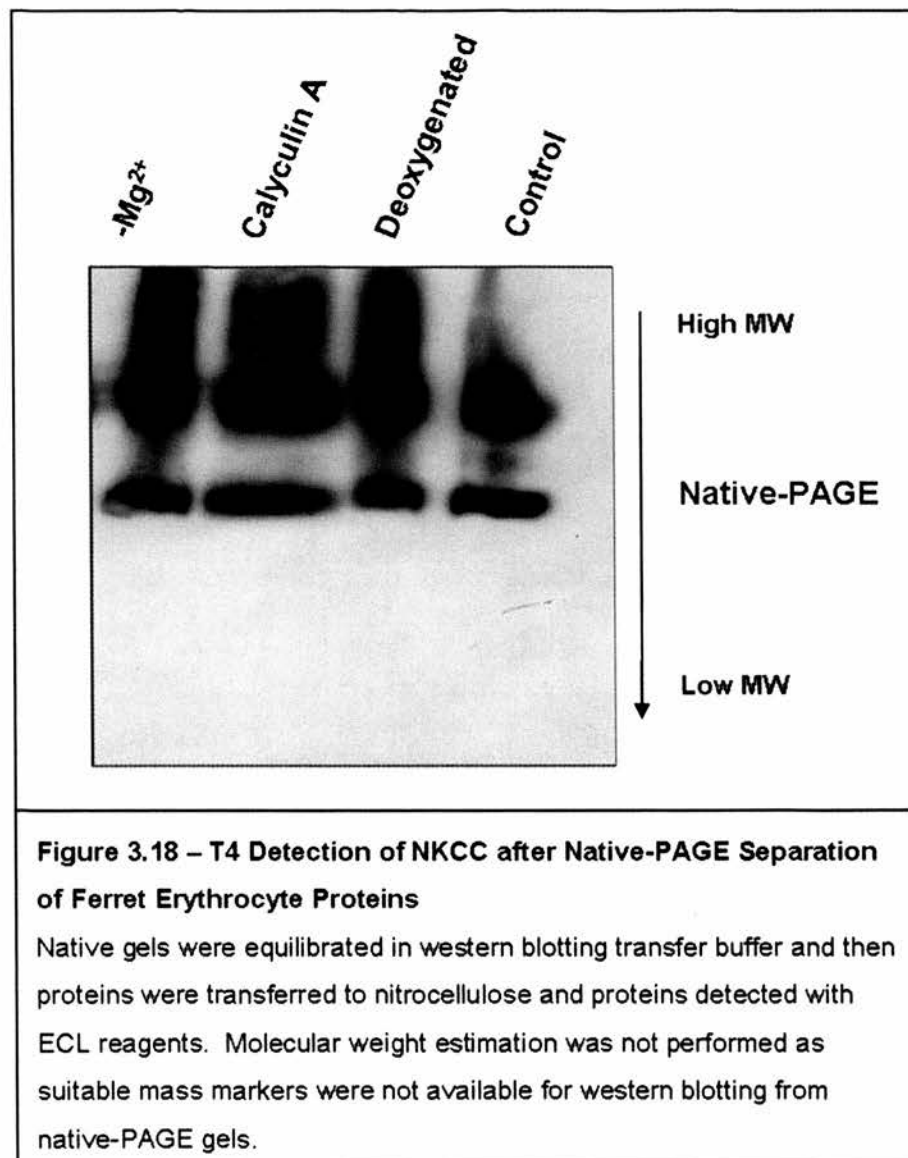 -Mg²⁺
Calyculin A
Deoxygenated
Control
High MW
Native-PAGE
Low MW
Figure 3.18 – T4 Detection of NKCC after Native-PAGE Separation
of Ferret Erythrocyte Proteins
Native gels were equilibrated in western blotting transfer buffer and then
proteins were transferred to nitrocellulose and proteins detected with
ECL reagents. Molecular weight estimation was not performed as
suitable mass markers were not available for western blotting from
native-PAGE gels.